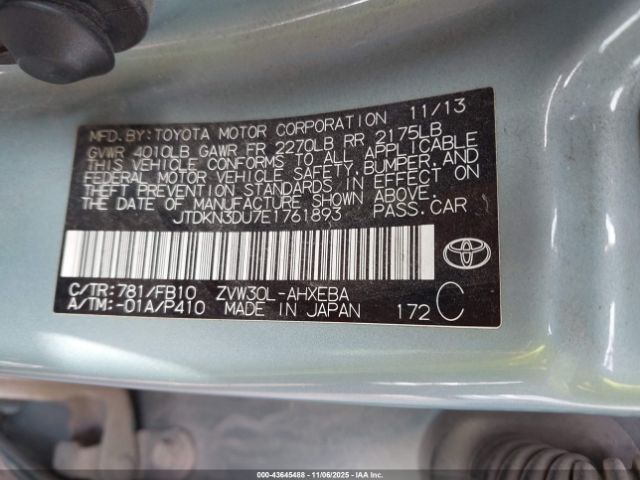 MFD. BY: TOYOTA MOTOR CORPORATION 11/13
GVWR 4010LB GAWR FR 2270LB RR 2175LB
THIS VEHICLE CONFORMS TO ALL APPLICABLE
FEDERAL MOTOR VEHICLE SAFETY, BUMPER, AND
THEFT PREVENTION STANDARDS IN EFFECT ON
THE DATE OF MANUFACTURE SHOWN ABOVE.
JTDKN3DU7E1761893 PASS. CAR
C/TR: 781/FB10 ZVW30L-AHXEBA
A/TM: -01A/P410 MADE IN JAPAN 172 C
TOYOTA
000-43645488 - 11/06/2025 - IAAI.COM